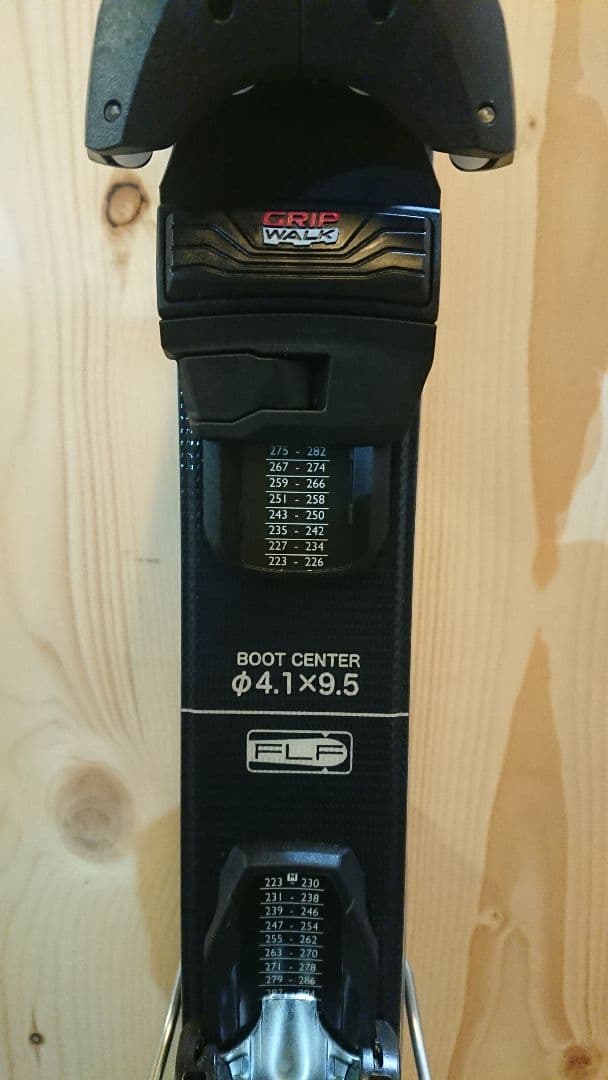 GRIP
WALK
275 - 282
267 - 274
259 - 266
251 - 258
243 - 250
235 - 242
227 - 234
223 - 226
BOOT CENTER
φ4.1×9.5
FLF
223 M 230
231 - 238
239 - 246
247 - 254
255 - 262
263 - 270
271 - 278
279 - 286